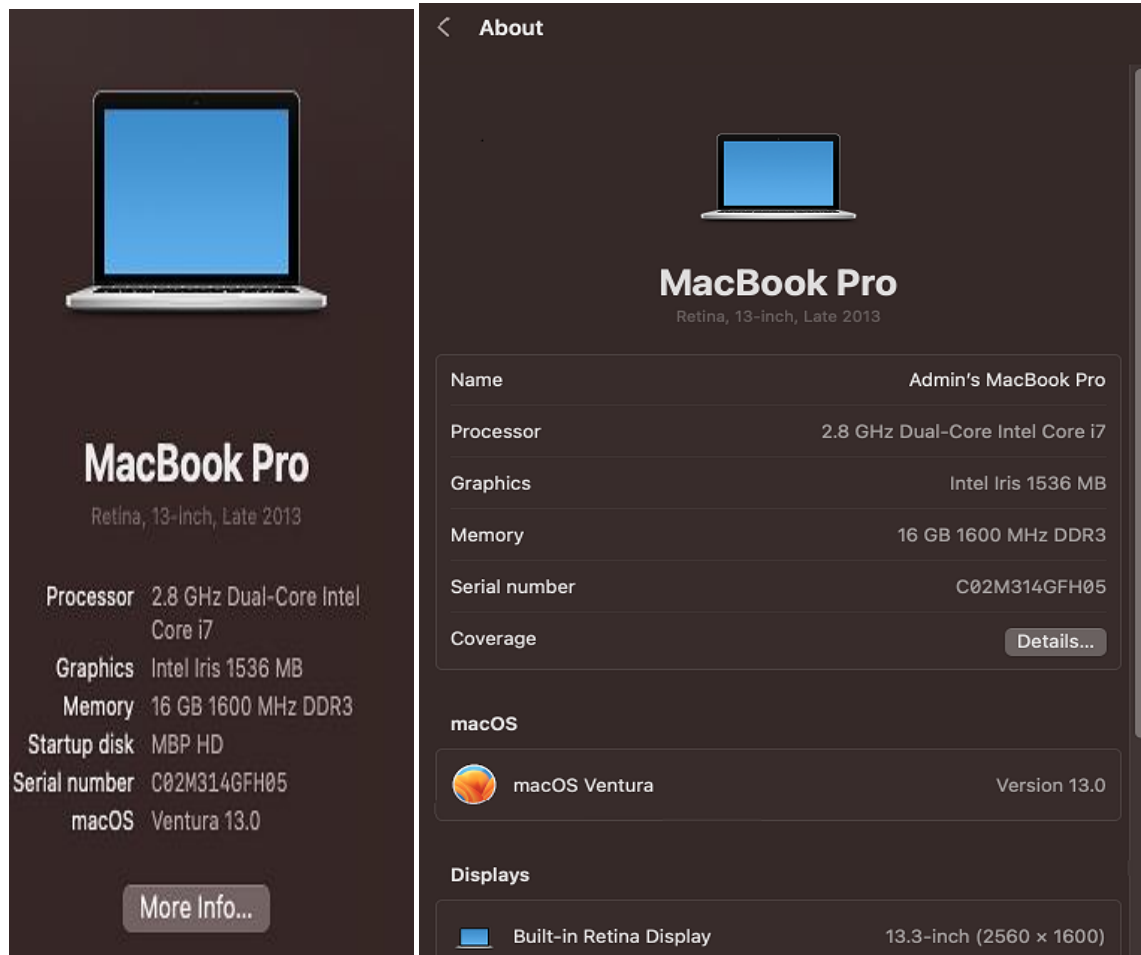 MacBook Pro
Retina, 13-inch, Late 2013
Processor 2.8 GHz Dual-Core Intel
Core i7
Graphics Intel Iris 1536 MB
Memory 16 GB 1600 MHz DDR3
Startup disk MBP HD
Serial number C02M314GFH05
macOS Ventura 13.0
More Info...
About
MacBook Pro
Retina, 13-inch, Late 2013
Name Admin's MacBook Pro
Processor 2.8 GHz Dual-Core Intel Core i7
Graphics Intel Iris 1536 MB
Memory 16 GB 1600 MHz DDR3
Serial number C02M314GFH05
Coverage Details...
macOS
macOS Ventura Version 13.0
Displays
Built-in Retina Display 13.3-inch (2560 × 1600)